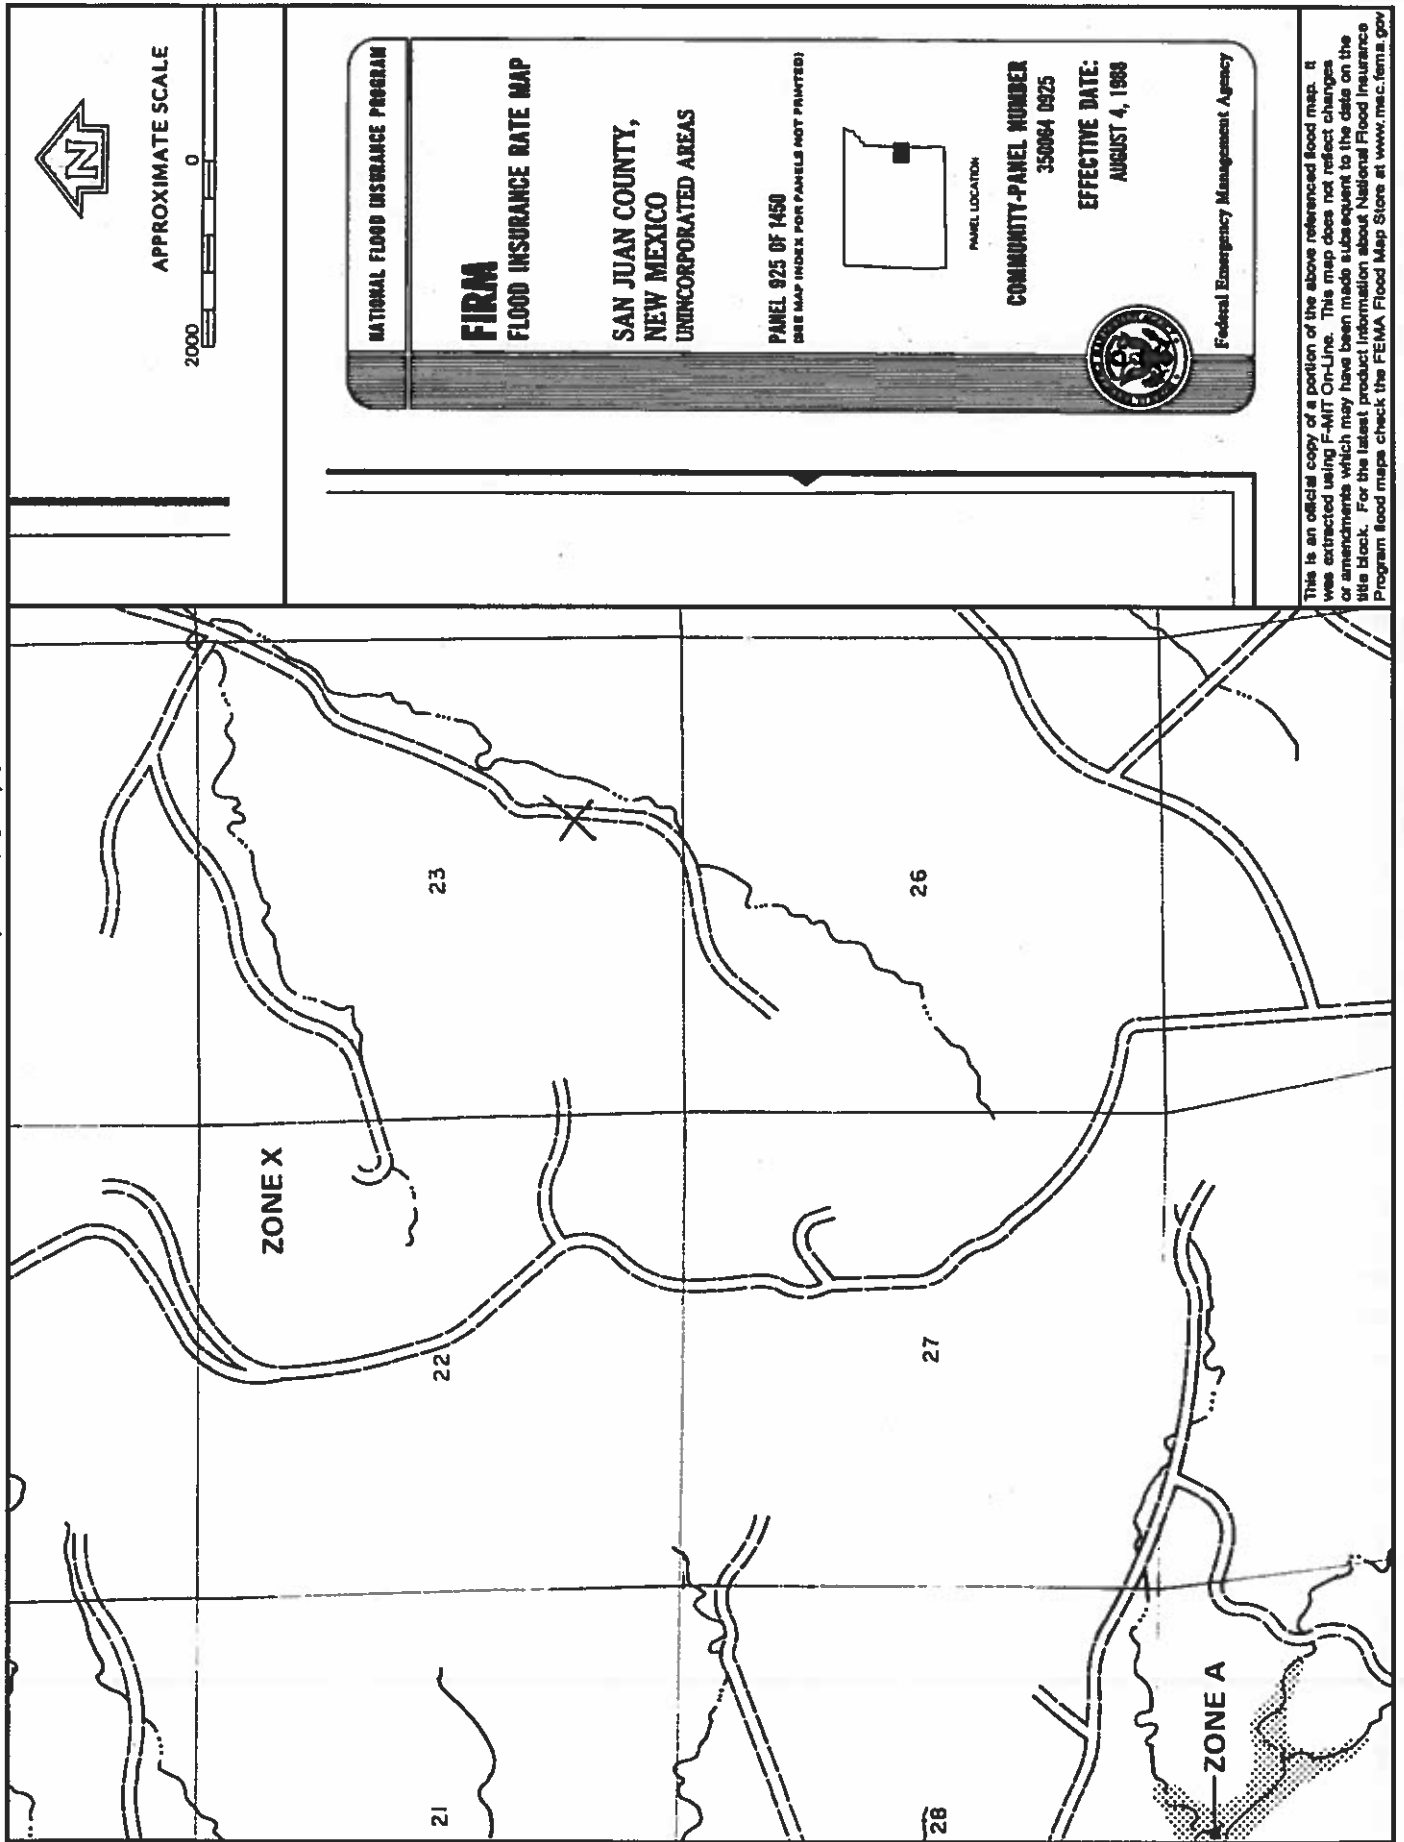 APPROXIMATE SCALE
2000 0
N
NATIONAL FLOOD INSURANCE PROGRAM
FIRM
FLOOD INSURANCE RATE MAP
SAN JUAN COUNTY,
NEW MEXICO
UNINCORPORATED AREAS
PANEL 925 OF 1450
(SEE MAP INDEX FOR PANELS NOT PRINTED)
PANEL LOCATION
COMMUNITY-PANEL NUMBER
350064 0925
EFFECTIVE DATE:
AUGUST 4, 1988
Federal Emergency Management Agency
This is an official copy of a portion of the above referenced flood map. It
was extracted using F-MIT On-Line. This map does not reflect changes
or amendments which may have been made subsequent to the date on the
title block. For the latest product information about National Flood Insurance
Program flood maps check the FEMA Flood Map Store at www.msc.fema.gov
ZONE X
23
22
21
26
27
28
ZONE A